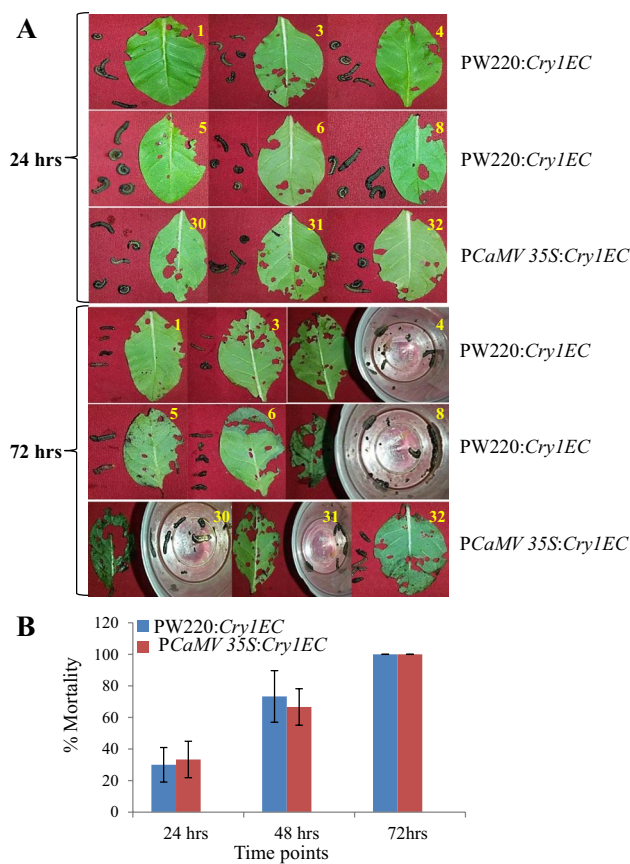 A
1 3 4 PW220:Cry1EC
24 hrs
5 6 8 PW220:Cry1EC
30 31 32 PCaMV 35S:Cry1EC
1 3 4 PW220:Cry1EC
72 hrs
5 6 8 PW220:Cry1EC
30 31 32 PCaMV 35S:Cry1EC
B
PW220:Cry1EC
PCaMV 35S:Cry1EC
% Mortality
120
100
80
60
40
20
0
24 hrs 48 hrs 72hrs
Time points